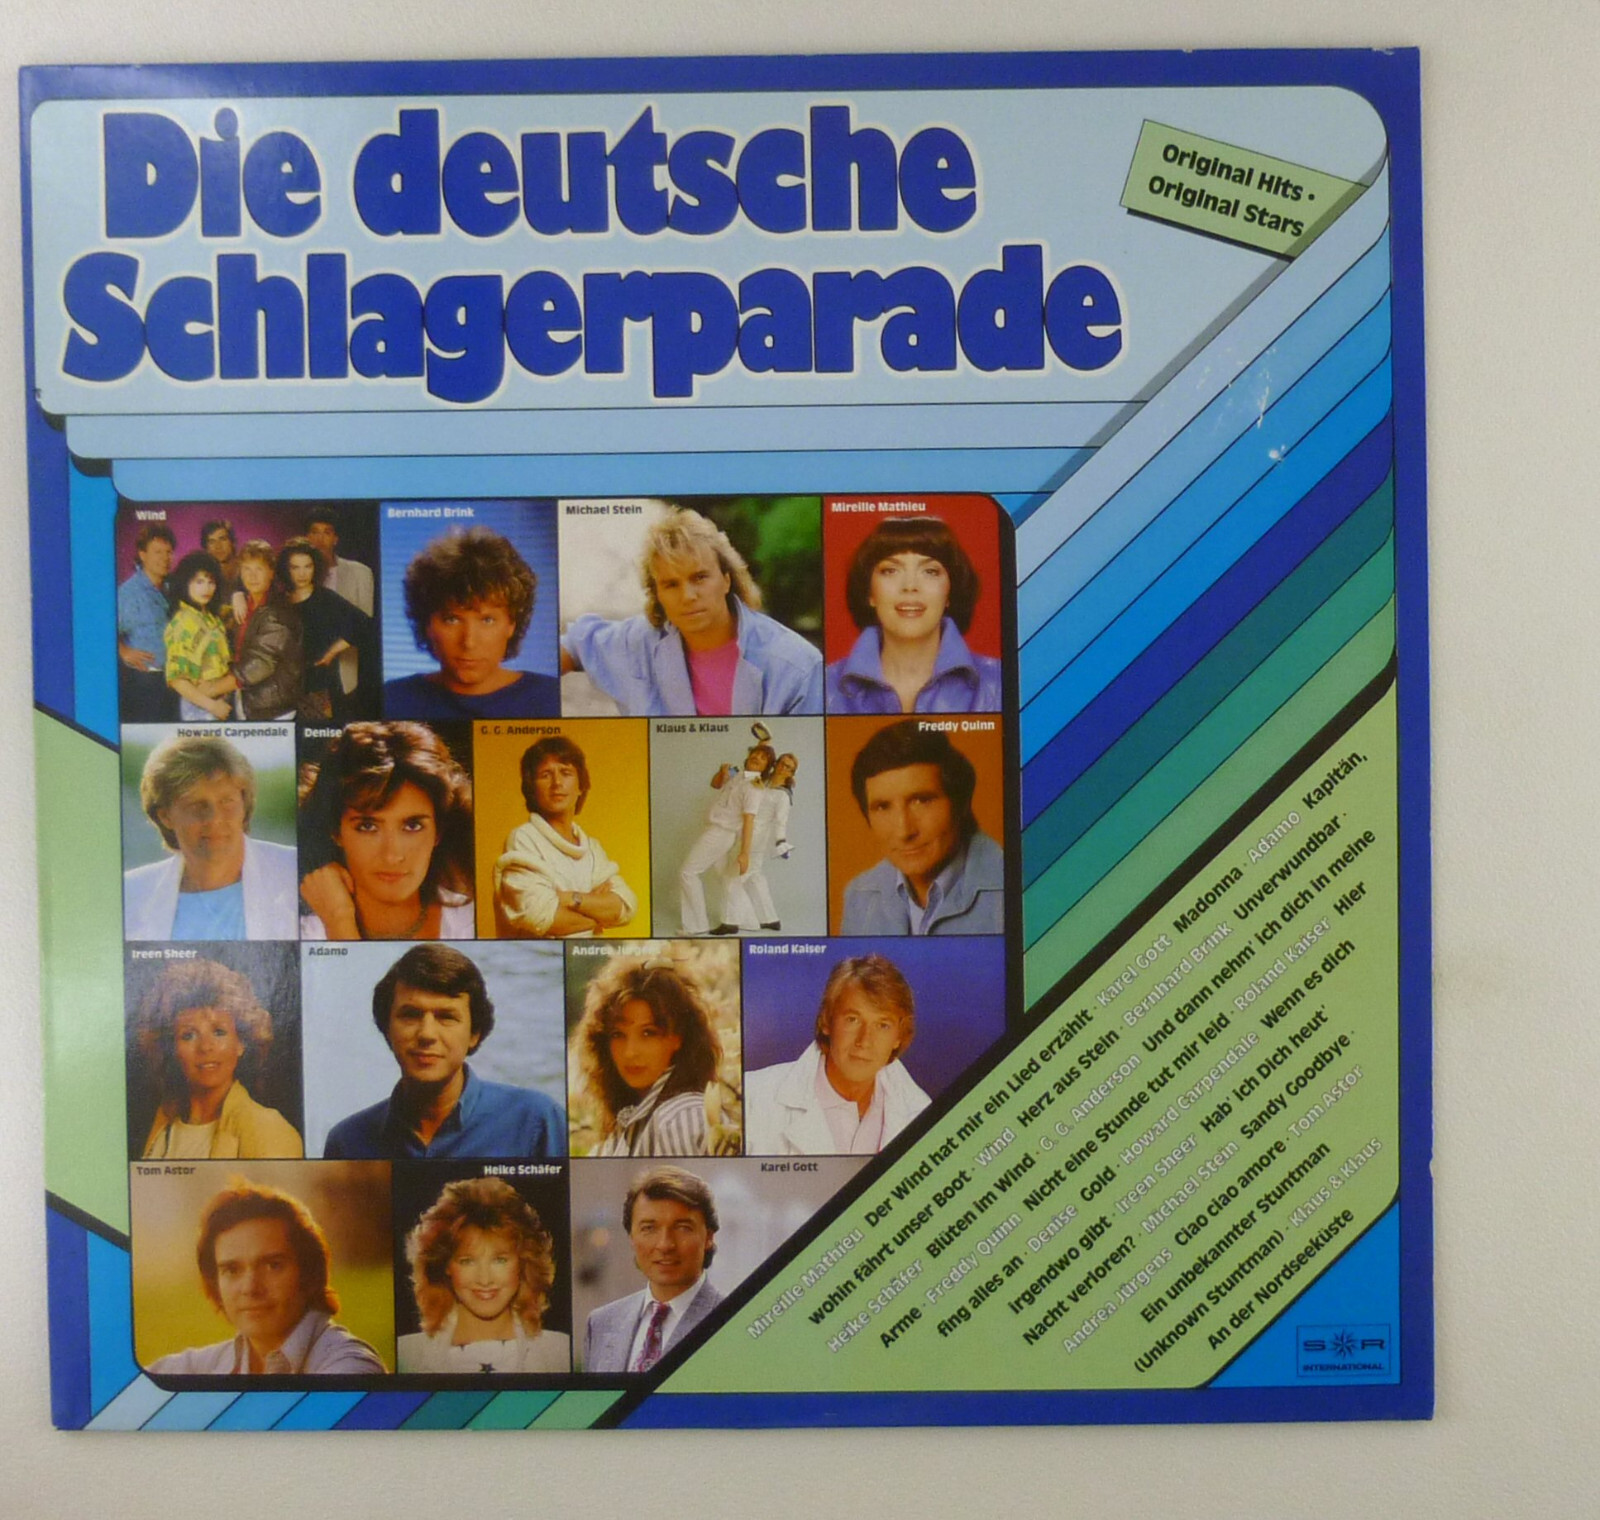 Die deutsche
Schlagerparade
Original Hits ·
Original Stars
Wind
Bernhard Brink
Michael Stein
Mireille Mathieu
Howard Carpendale
Denise
G. G. Anderson
Klaus & Klaus
Freddy Quinn
Ireen Sheer
Adamo
Andrea Jürgens
Roland Kaiser
Tom Astor
Heike Schäfer
Karel Gott
Mireille Mathieu Der Wind hat mir ein Lied erzählt · Karel Gott Madonna · Adamo Kapitän,
wohin fährt unser Boot · Wind Herz aus Stein · Bernhard Brink Unverwundbar ·
Heike Schäfer Blüten im Wind · G. G. Anderson Und dann nehm' ich dich in meine
Arme · Freddy Quinn Nicht eine Stunde tut mir leid · Roland Kaiser Hier
fing alles an · Denise Gold · Howard Carpendale Wenn es dich
irgendwo gibt · Ireen Sheer Hab' ich Dich heut'
Nacht verloren? · Michael Stein Sandy Goodbye ·
Andrea Jürgens Ciao ciao amore · Tom Astor
Ein unbekannter Stuntman
(Unknown Stuntman) · Klaus & Klaus
An der Nordseeküste
S R
INTERNATIONAL